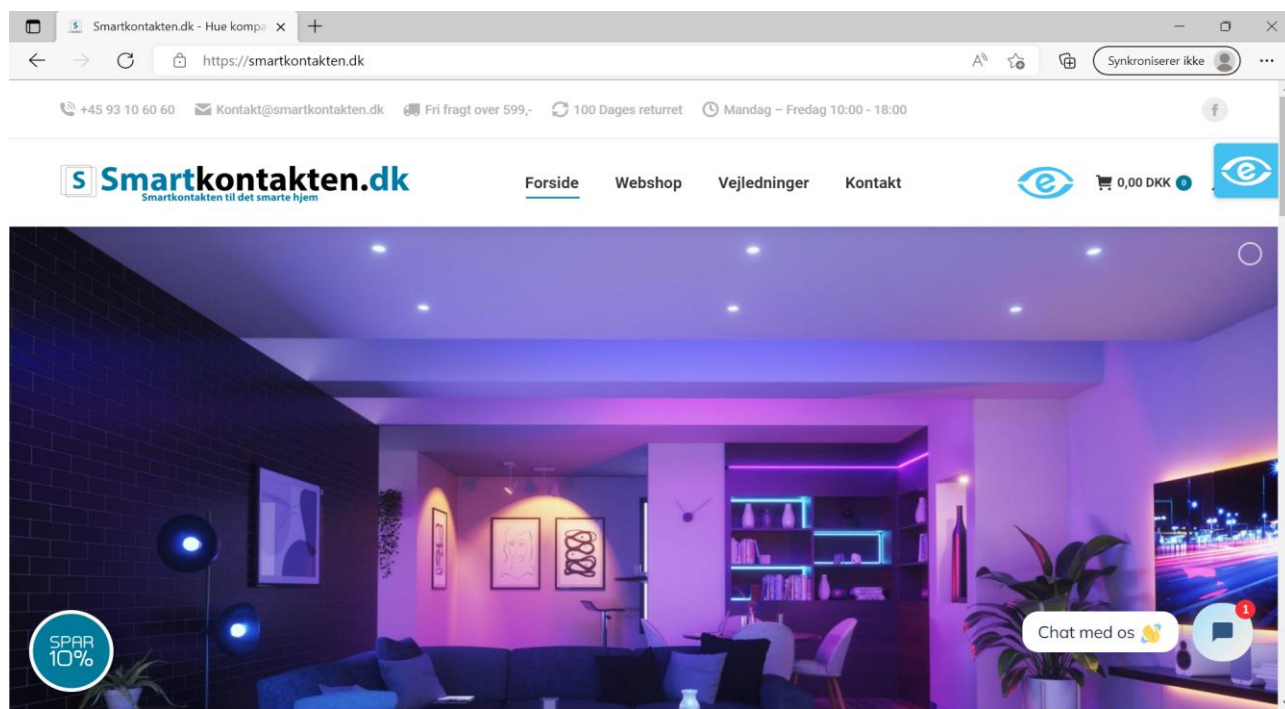 Smartkontakten.dk - Hue kompa
https://smartkontakten.dk
Synkroniserer ikke
+45 93 10 60 60 Kontakt@smartkontakten.dk Fri fragt over 599,- 100 Dages returret Mandag – Fredag 10:00 - 18:00
S Smartkontakten.dk
Smartkontakten til det smarte hjem
Forside Webshop Vejledninger Kontakt
0,00 DKK 0
SPAR
10%
Chat med os 👋
1